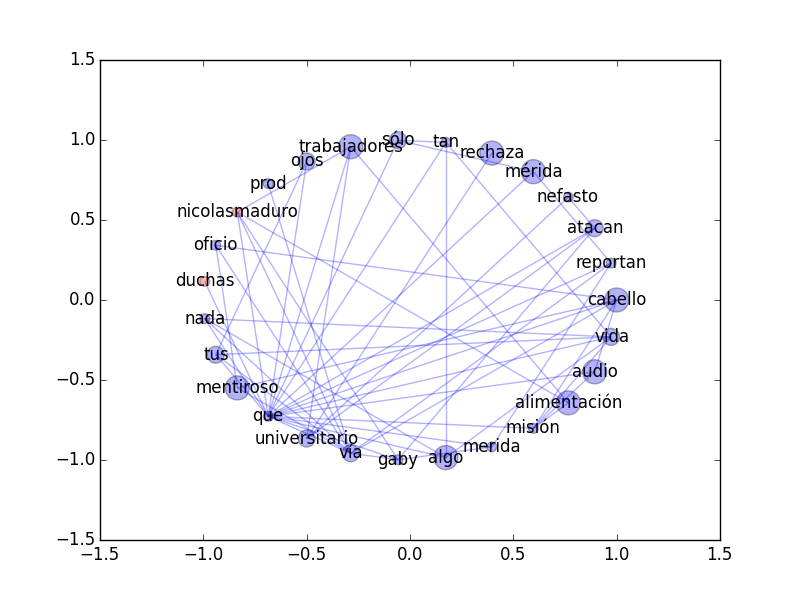 1.5
1.0
0.5
0.0
−0.5
−1.0
−1.5
sólo
tan
trabajadores
rechaza
ojos
mérida
prod
nefasto
nicolasmaduro
atacan
oficio
reportan
duchas
cabello
nada
vida
tus
audio
mentiroso
alimentación
que
misión
universitario
merida
vía
gaby
algo
−1.5
−1.0
−0.5
0.0
0.5
1.0
1.5